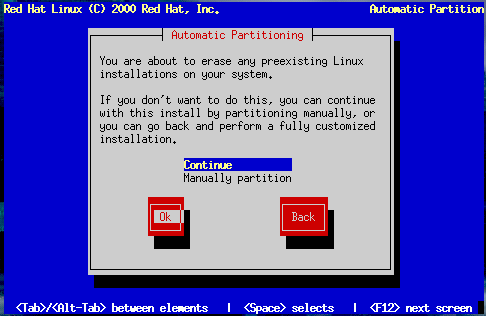 Red Hat Linux (C) 2000 Red Hat, Inc. Automatic Partition
Automatic Partitioning
You are about to erase any preexisting Linux
installations on your system.
If you don't want to do this, you can continue
with this install by partitioning manually, or
you can go back and perform a fully customized
installation.
Continue
Manually partition
Ok Back
<Tab>/<Alt-Tab> between elements | <Space> selects | <F12> next screen